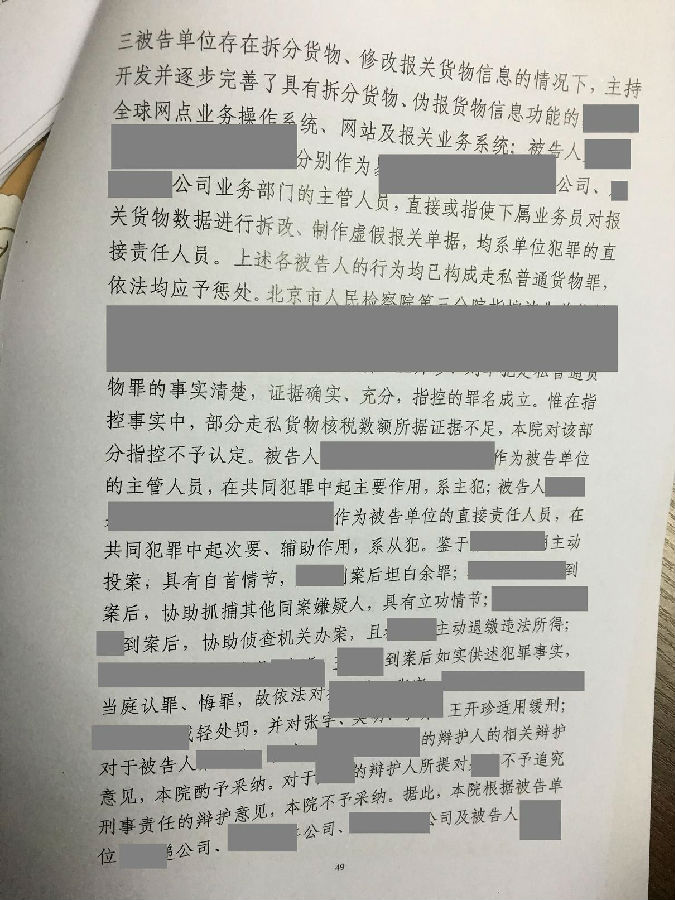 三被告单位存在拆分货物、修改报关货物信息的情况下，主持
开发并逐步完善了具有拆分货物、伪报货物信息功能的
全球网点业务操作系统、网站及报关业务系统；被告人
分别作为 公司、
公司业务部门的主管人员，直接或指使下属业务员对报
关货物数据进行拆改、制作虚假报关单据，均系单位犯罪的直
接责任人员。上述各被告人的行为均已构成走私普通货物罪，
依法均应予惩处。北京市人民检察院第三分院指控
走私普通货
物罪的事实清楚，证据确实、充分，指控的罪名成立。惟在指
控事实中，部分走私货物核税数额所据证据不足，本院对该部
分指控不予认定。被告人 作为被告单位
的主管人员，在共同犯罪中起主要作用，系主犯；被告人
作为被告单位的直接责任人员，在
共同犯罪中起次要、辅助作用，系从犯。鉴于 主动
投案，具有自首情节， 到案后坦白余罪； 到
案后，协助抓捕其他同案嫌疑人，具有立功情节；
到案后，协助侦查机关办案，且 主动退缴违法所得；
到案后如实供述犯罪事实，
当庭认罪、悔罪，故依法对
轻处罚，并对张宇、 王开珍适用缓刑；
对于被告人 的辩护人的相关辩护
意见，本院酌予采纳。对于 的辩护人所提对 不予追究
刑事责任的辩护意见，本院不予采纳。据此，本院根据被告单
位 递公司、 公司、 公司及被告人
49